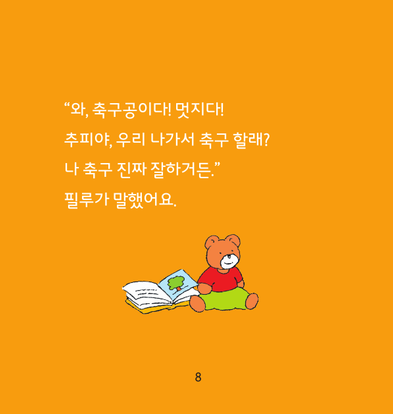 “와, 축구공이다! 멋지다!
추피야, 우리 나가서 축구 할래?
나 축구 진짜 잘하거든.”
필루가 말했어요.
8